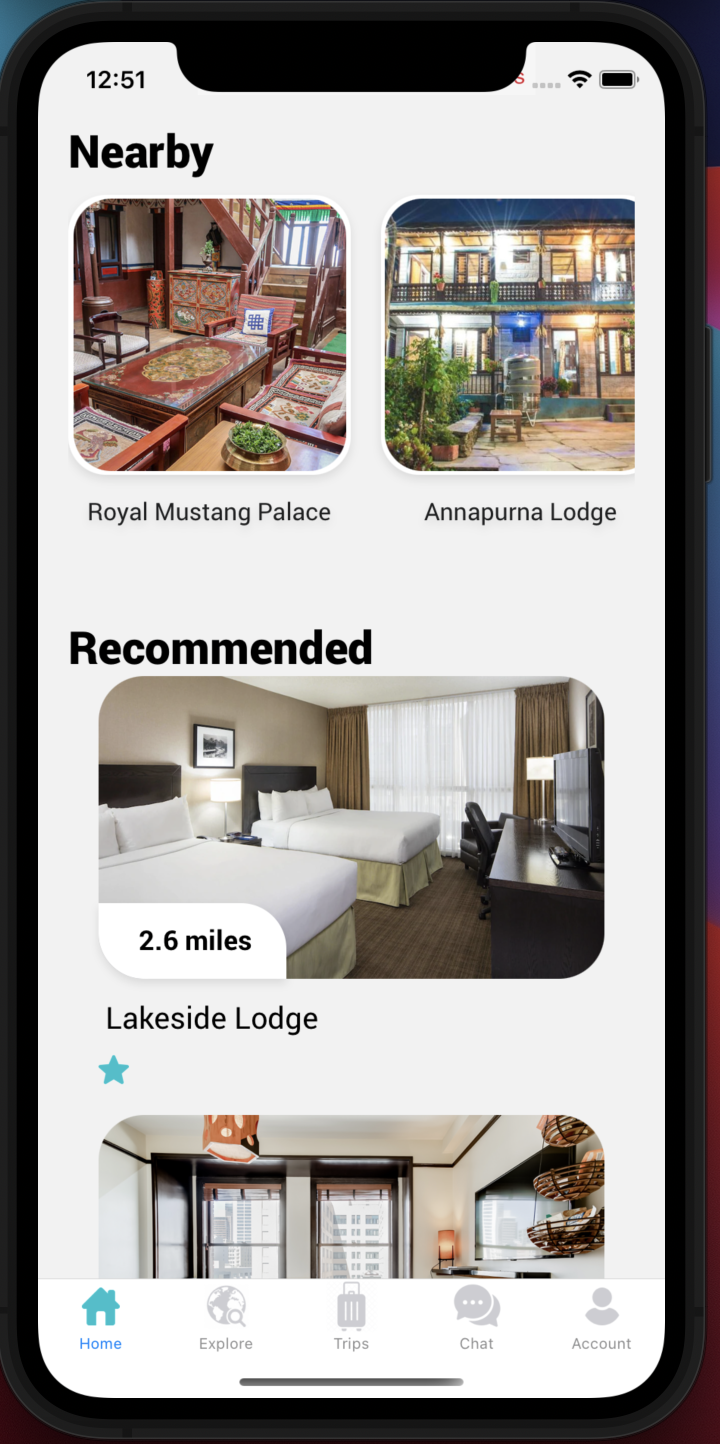 12:51
Nearby
Royal Mustang Palace
Annapurna Lodge
Recommended
2.6 miles
Lakeside Lodge
Home
Explore
Trips
Chat
Account